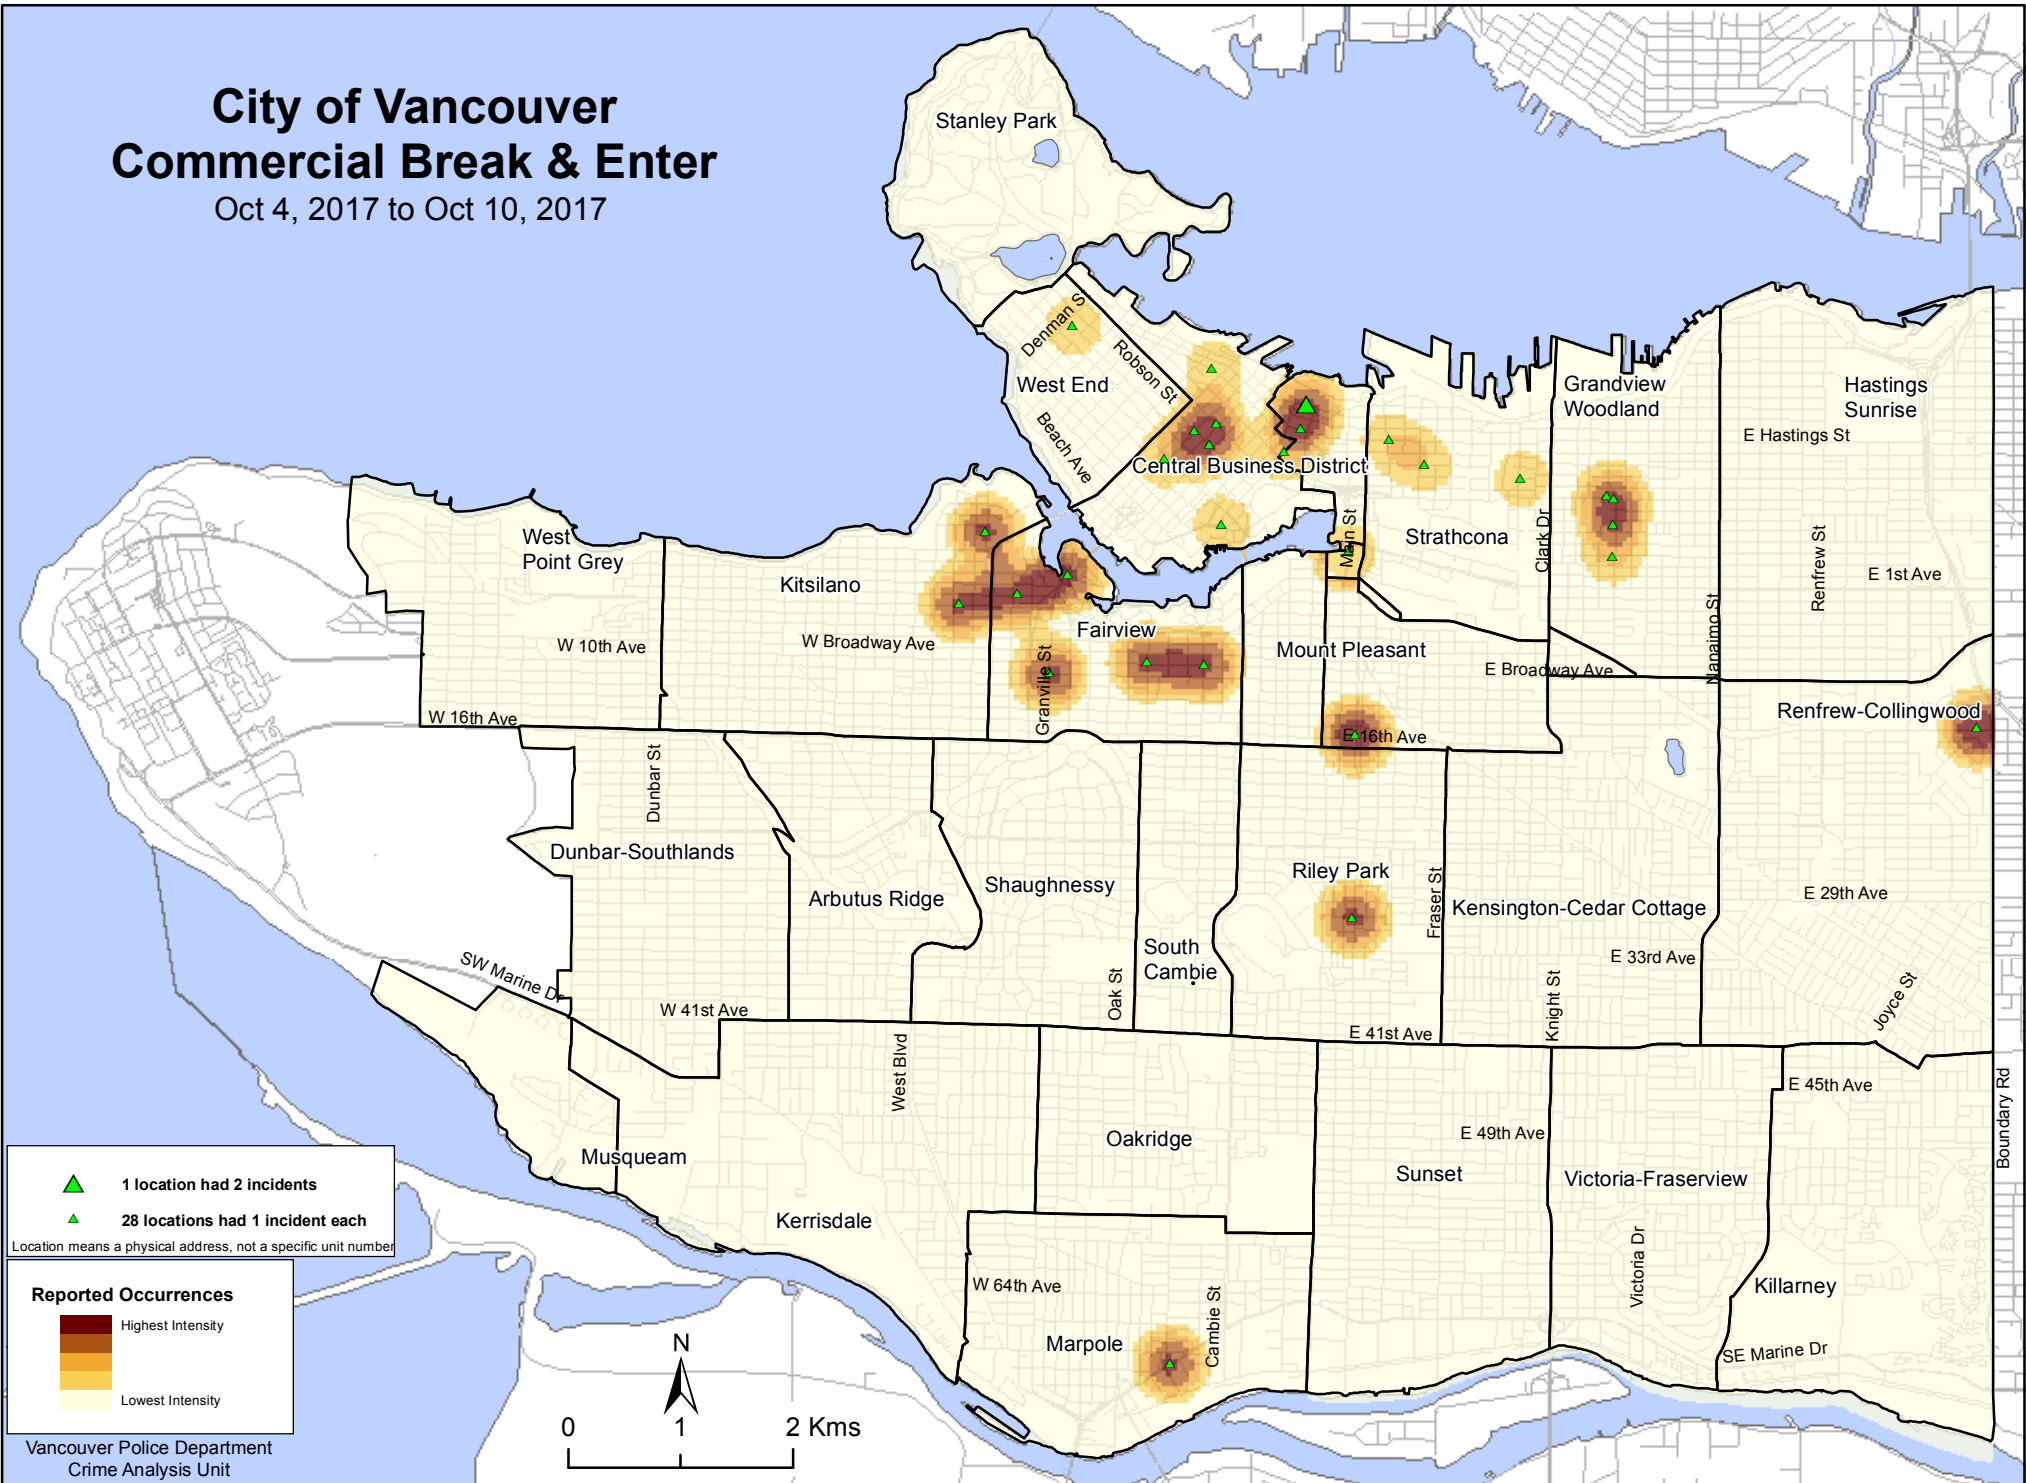 City of Vancouver
Commercial Break & Enter
Oct 4, 2017 to Oct 10, 2017
Stanley Park
Denman St
Robson St
West End
Beach Ave
Central Business District
Grandview
Woodland
Hastings
Sunrise
E Hastings St
West
Point Grey
Kitsilano
Main St
Strathcona
Clark Dr
Renfrew St
E 1st Ave
Nanaimo St
W 10th Ave
W Broadway Ave
Fairview
Granville St
Mount Pleasant
E Broadway Ave
W 16th Ave
E 16th Ave
Renfrew-Collingwood
Dunbar St
Dunbar-Southlands
Arbutus Ridge
Shaughnessy
Riley Park
Fraser St
Kensington-Cedar Cottage
E 29th Ave
South
Cambie
E 33rd Ave
SW Marine Dr
W 41st Ave
Oak St
E 41st Ave
Knight St
Joyce St
West Blvd
E 45th Ave
Boundary Rd
Musqueam
Oakridge
E 49th Ave
Sunset
Victoria-Fraserview
Kerrisdale
W 64th Ave
Cambie St
Victoria Dr
Killarney
Marpole
SE Marine Dr
1 location had 2 incidents
28 locations had 1 incident each
Location means a physical address, not a specific unit number
Reported Occurrences
Highest Intensity
Lowest Intensity
N
0 1 2 Kms
Vancouver Police Department
Crime Analysis Unit